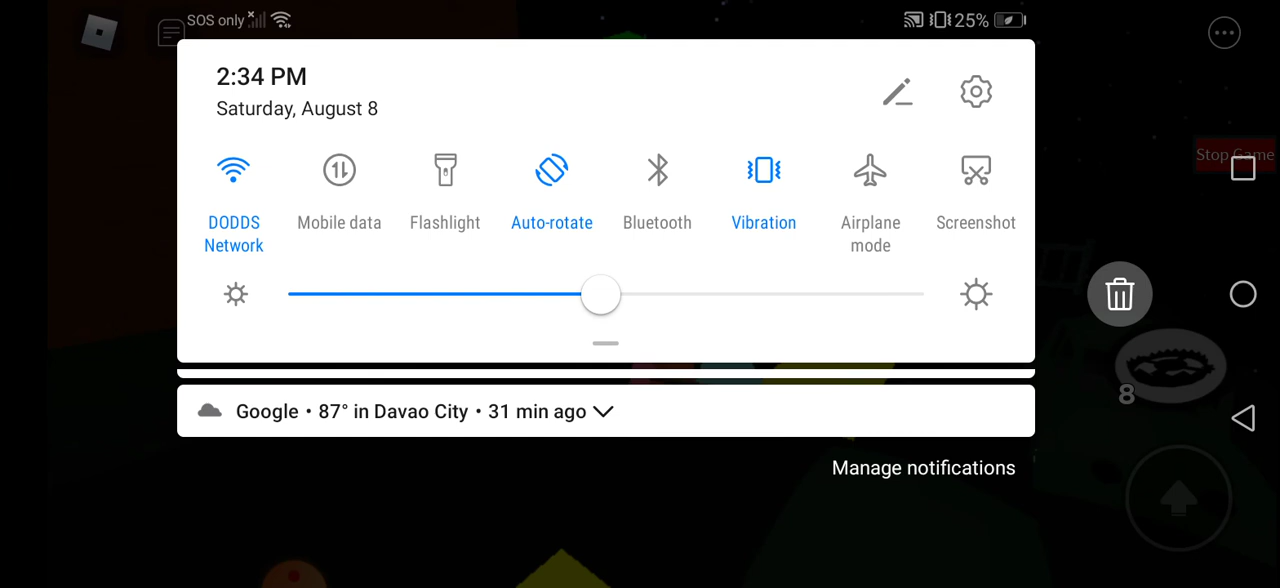 SOS only
25%
2:34 PM
Saturday, August 8
Stop Game
DODDS
Network
Mobile data
Flashlight
Auto-rotate
Bluetooth
Vibration
Airplane
mode
Screenshot
8
Google • 87° in Davao City • 31 min ago
Manage notifications